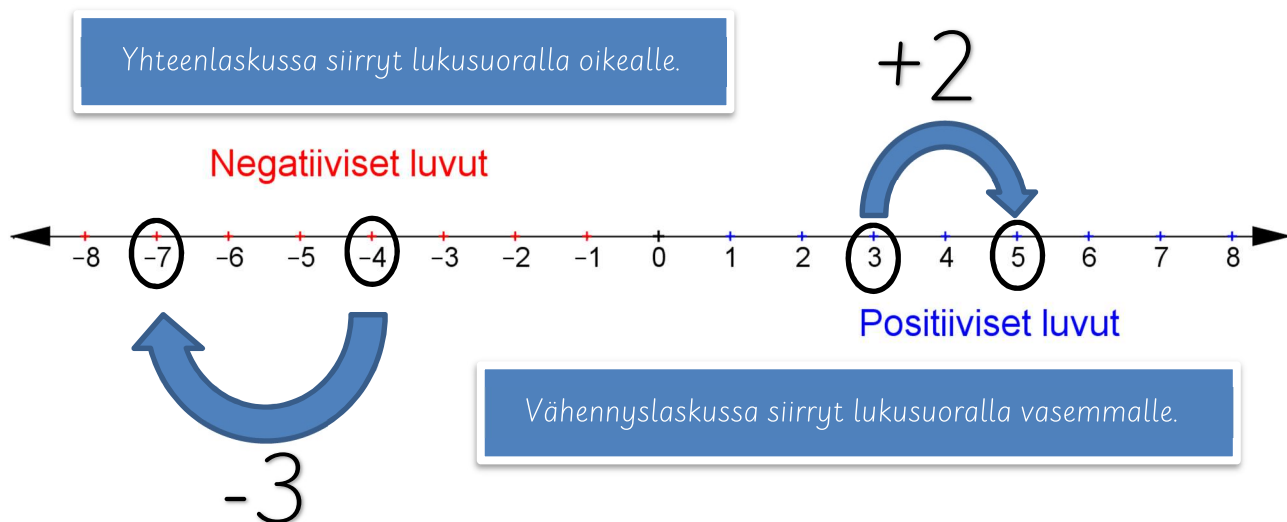 Yhteenlaskussa siirryt lukusuoralla oikealle.
+2
Negatiiviset luvut
−8 −7 −6 −5 −4 −3 −2 −1 0 1 2 3 4 5 6 7 8
Positiiviset luvut
Vähennyslaskussa siirryt lukusuoralla vasemmalle.
-3